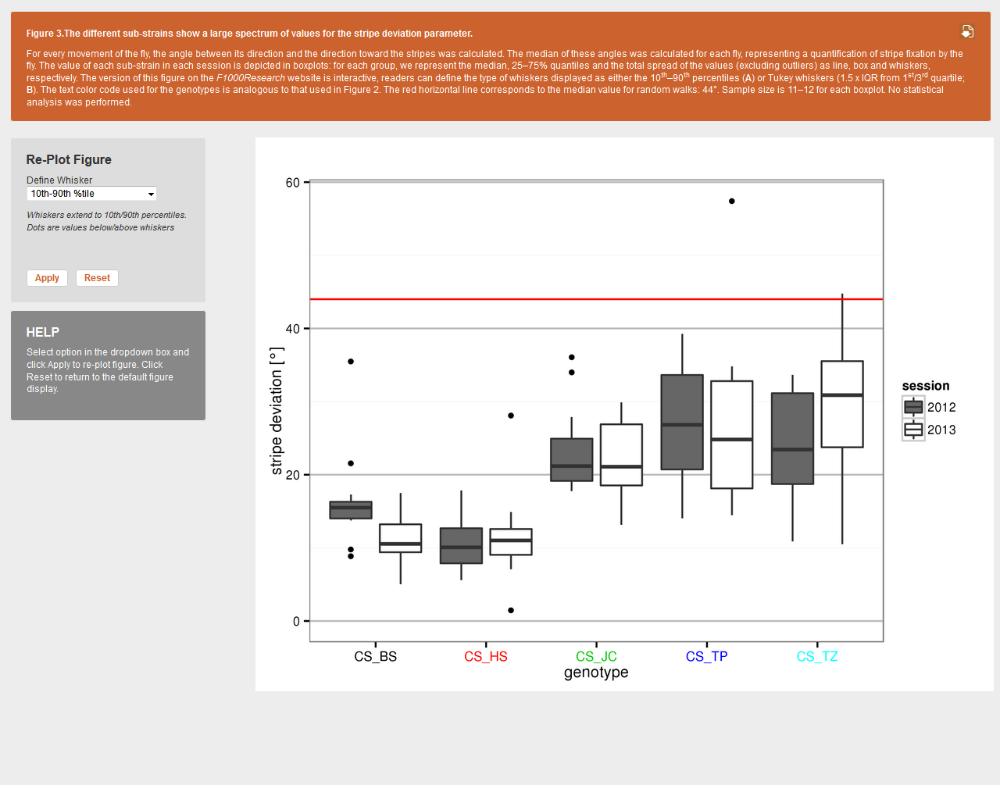 Figure 3.The different sub-strains show a large spectrum of values for the stripe deviation parameter.
For every movement of the fly, the angle between its direction and the direction toward the stripes was calculated. The median of these angles was calculated for each fly, representing a quantification of stripe fixation by the
fly. The value of each sub-strain in each session is depicted in boxplots: for each group, we represent the median, 25–75% quantiles and the total spread of the values (excluding outliers) as line, box and whiskers,
respectively. The version of this figure on the F1000Research website is interactive, readers can define the type of whiskers displayed as either the 10th–90th percentiles (A) or Tukey whiskers (1.5 x IQR from 1st/3rd quartile;
B). The text color code used for the genotypes is analogous to that used in Figure 2. The red horizontal line corresponds to the median value for random walks: 44°. Sample size is 11–12 for each boxplot. No statistical
analysis was performed.
Re-Plot Figure
Define Whisker
10th-90th %tile
Whiskers extend to 10th/90th percentiles.
Dots are values below/above whiskers
Apply Reset
HELP
Select option in the dropdown box and
click Apply to re-plot figure. Click
Reset to return to the default figure
display.
60
40
20
0
stripe deviation [°]
CS_BS CS_HS CS_JC CS_TP CS_TZ
genotype
session
2012
2013